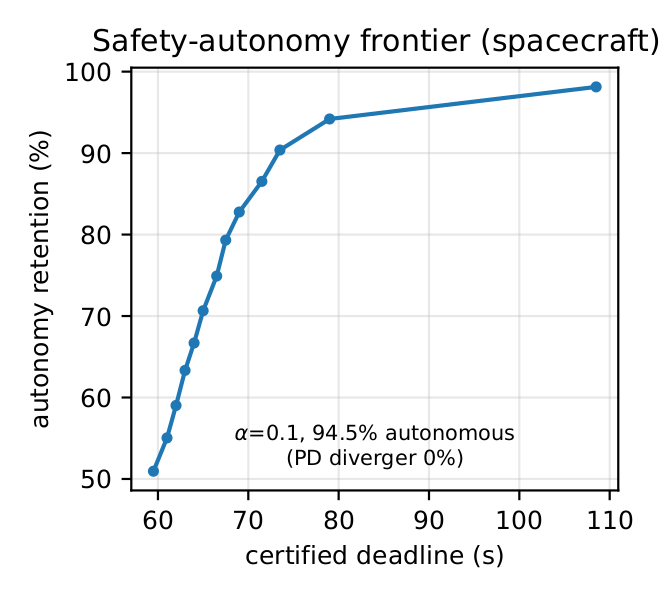 Safety-autonomy frontier (spacecraft)
100
90
80
70
60
50
autonomy retention (%)
α=0.1, 94.5% autonomous
(PD diverger 0%)
60 70 80 90 100 110
certified deadline (s)